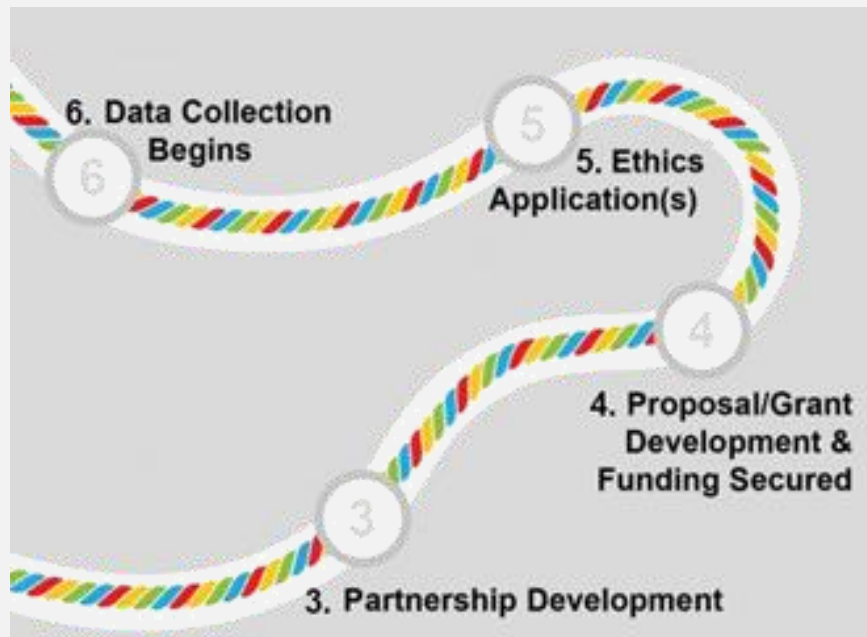 6. Data Collection
Begins
6
5
5. Ethics
Application(s)
4
4. Proposal/Grant
Development &
Funding Secured
3
3. Partnership Development